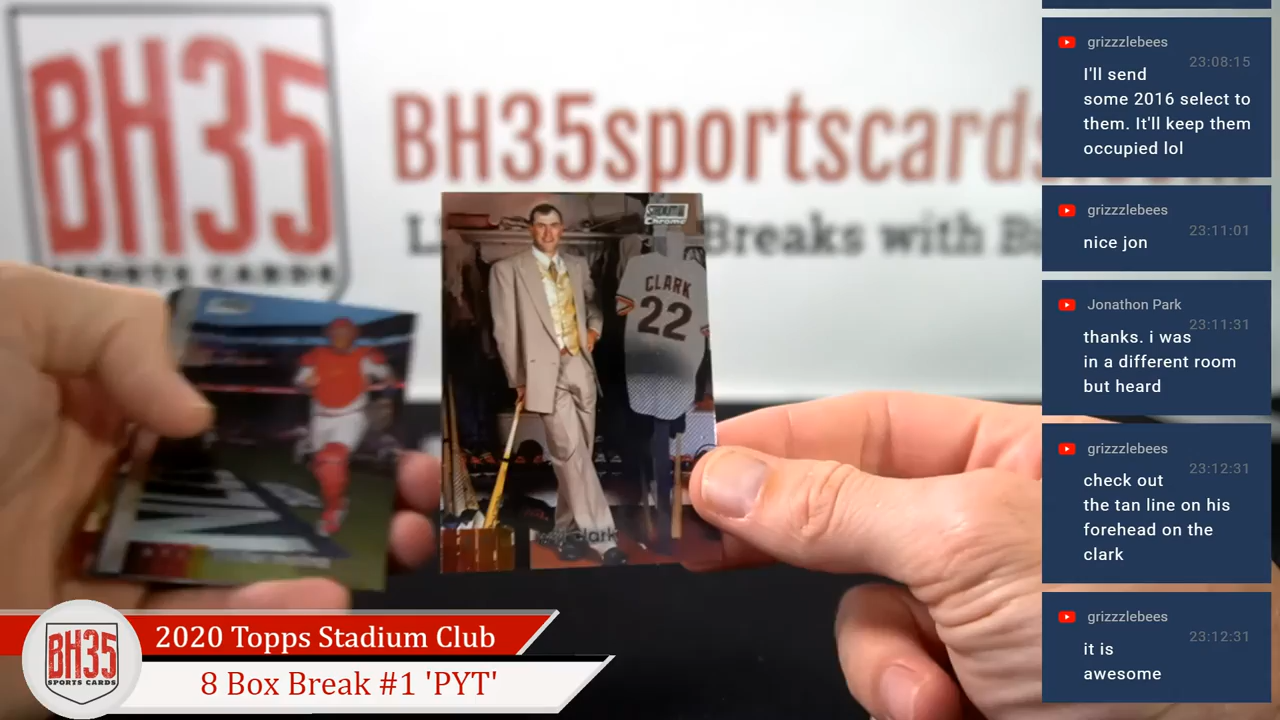 BH35
SPORTS CARDS
BH35sportscards
Breaks with
STADIUM CLUB
Chrome
CLARK
22
Clark
grizzzlebees
23:08:15
I'll send
some 2016 select to
them. It'll keep them
occupied lol
grizzzlebees
23:11:01
nice jon
Jonathon Park
23:11:31
thanks. i was
in a different room
but heard
grizzzlebees
23:12:31
check out
the tan line on his
forehead on the
clark
grizzzlebees
23:12:31
it is
awesome
2020 Topps Stadium Club
8 Box Break #1 'PYT'
BH35
SPORTS CARDS